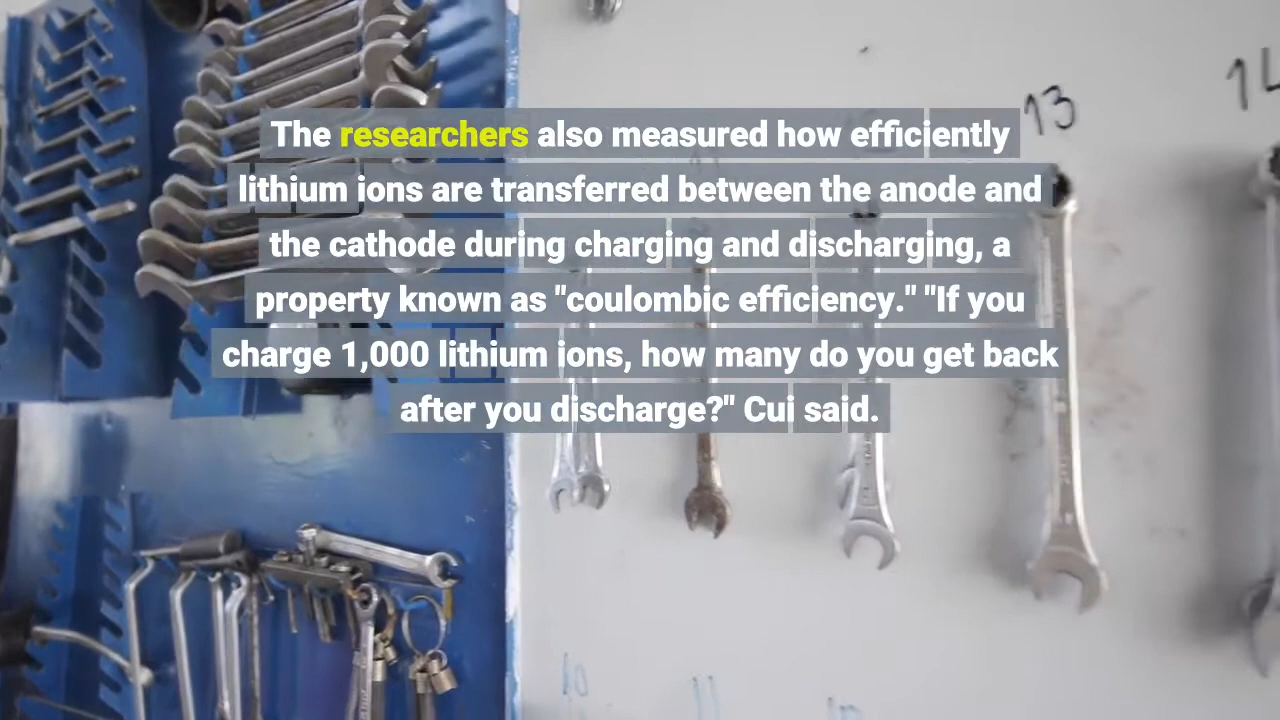 The researchers also measured how efficiently
lithium ions are transferred between the anode and
the cathode during charging and discharging, a
property known as "coulombic efficiency." "If you
charge 1,000 lithium ions, how many do you get back
after you discharge?" Cui said.
13
14
10
11